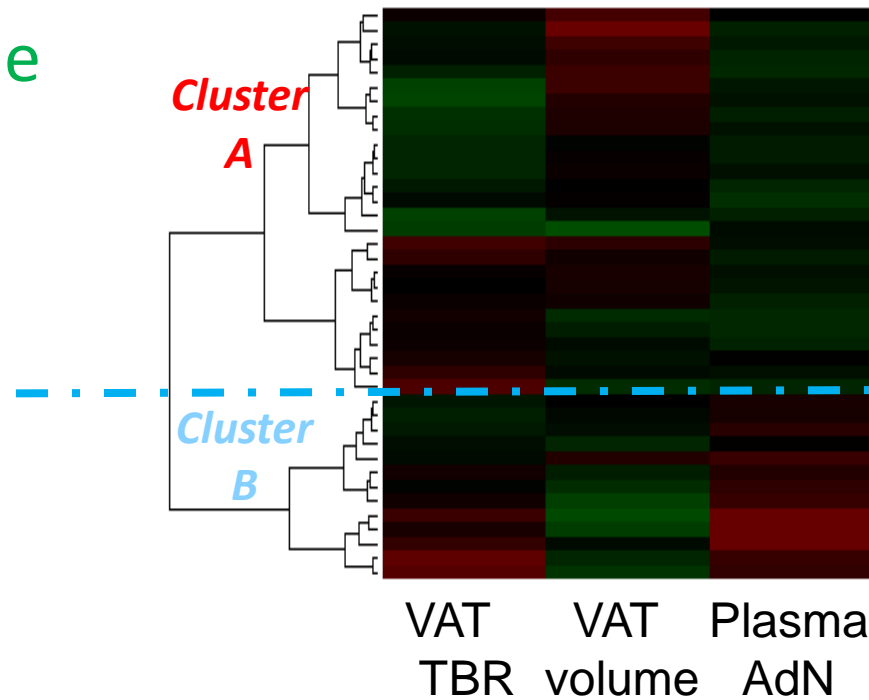 e
Cluster
A
Cluster
B
VAT VAT Plasma
TBR volume AdN